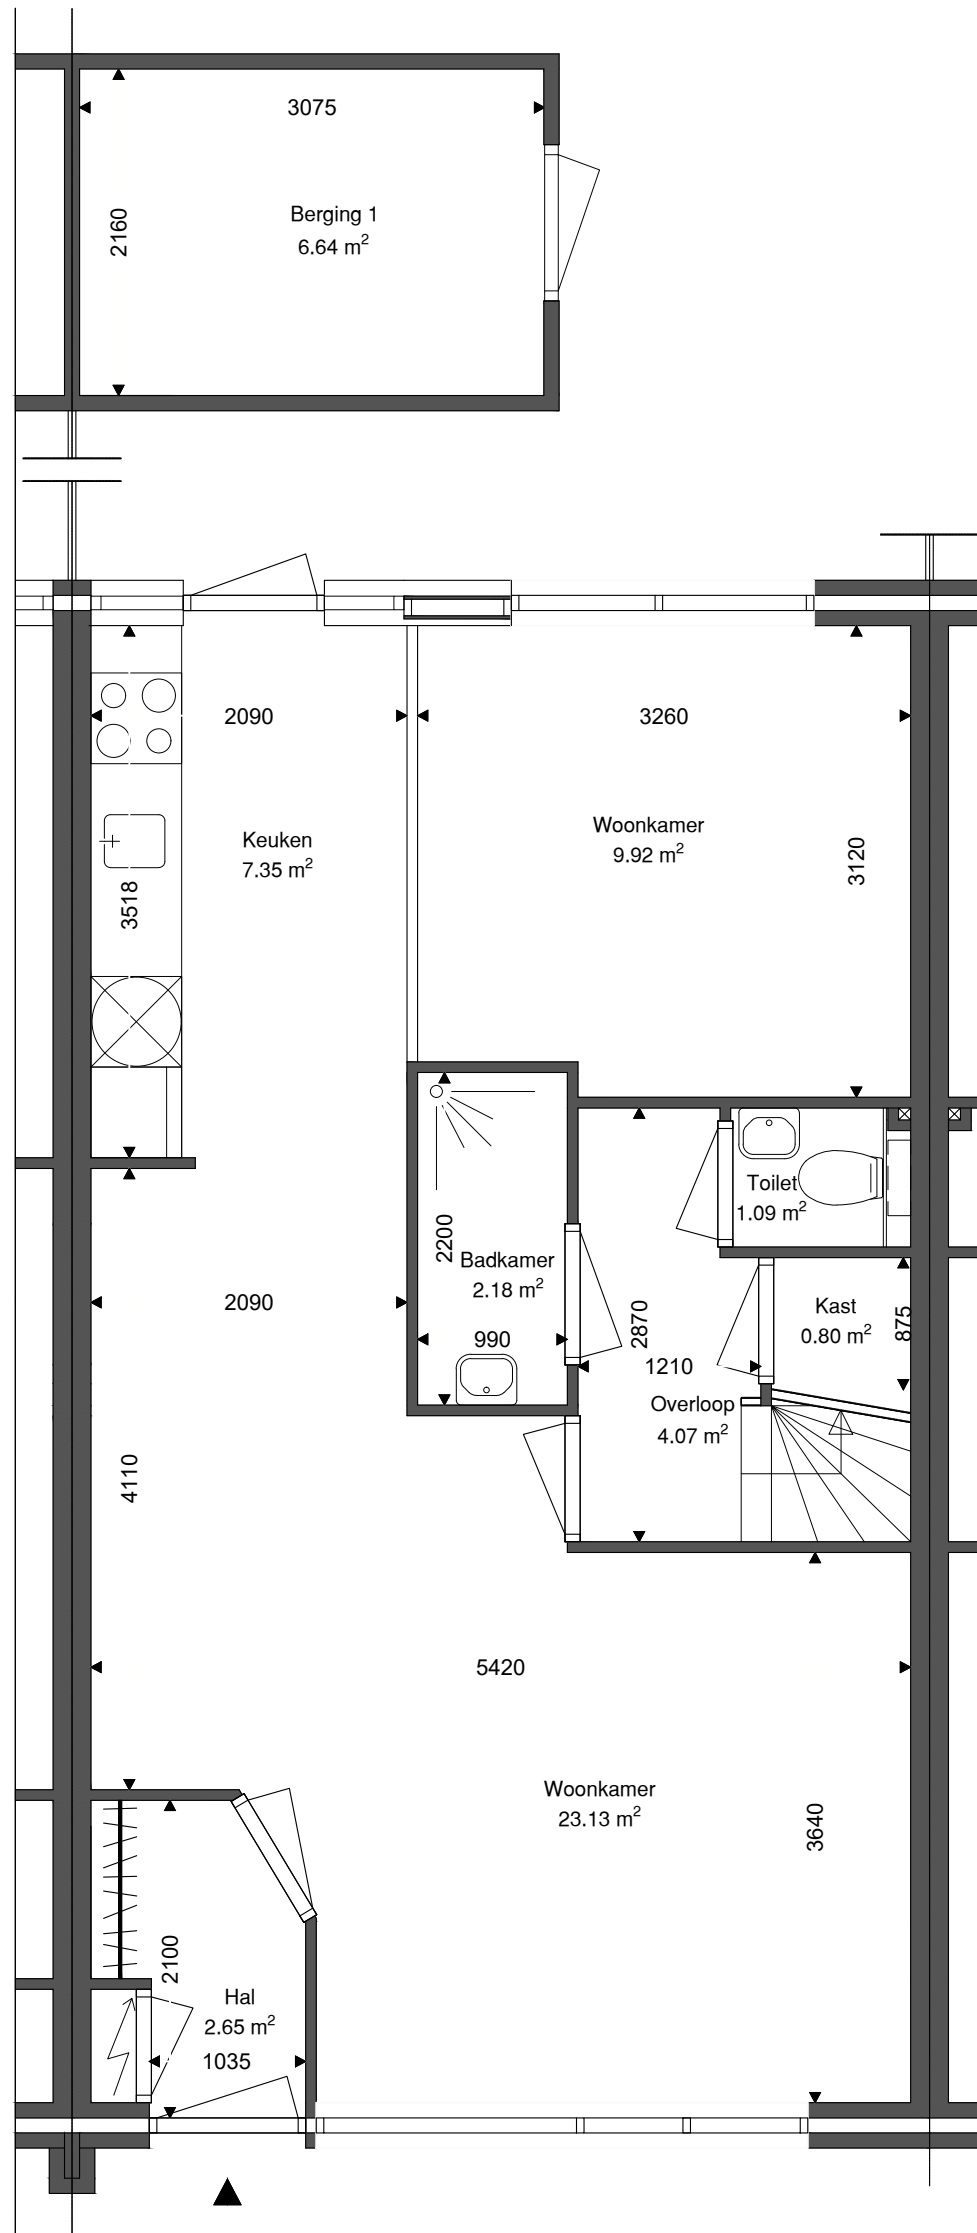 3075
2160
Berging 1
6.64 m²
2090
3260
Keuken
7.35 m²
Woonkamer
9.92 m²
3120
3518
Toilet
1.09 m²
2200
Badkamer
2.18 m²
990
2090
2870
1210
Kast
0.80 m²
875
Overloop
4.07 m²
4110
5420
Woonkamer
23.13 m²
3640
2100
Hal
2.65 m²
1035